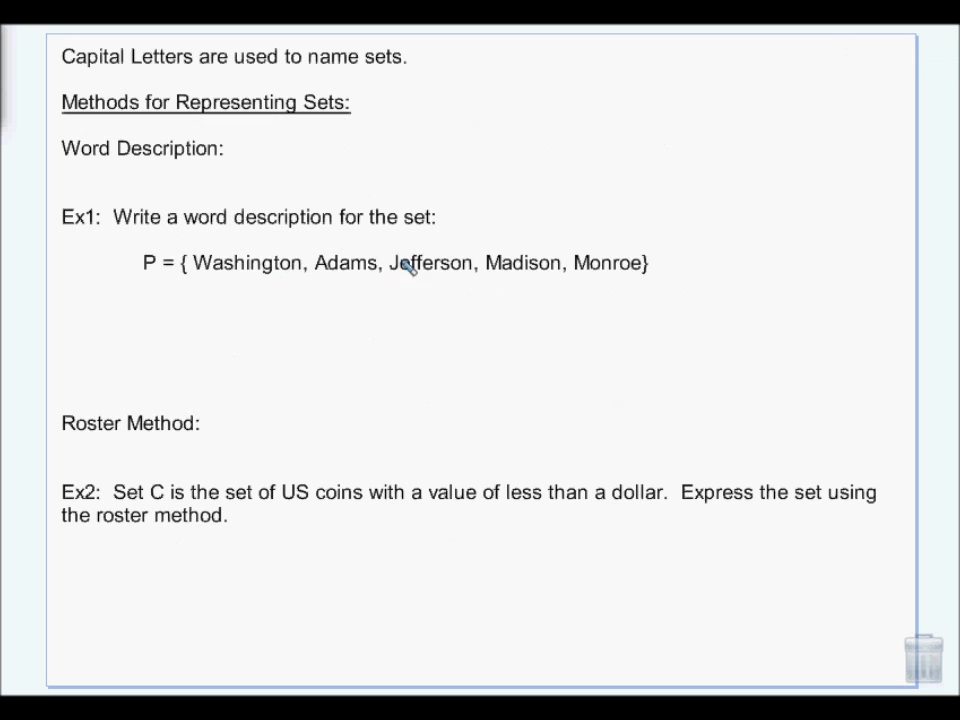 Capital Letters are used to name sets.
Methods for Representing Sets:
Word Description:
Ex1:  Write a word description for the set:
P = { Washington, Adams, Jefferson, Madison, Monroe}
Roster Method:
Ex2:  Set C is the set of US coins with a value of less than a dollar.  Express the set using
the roster method.